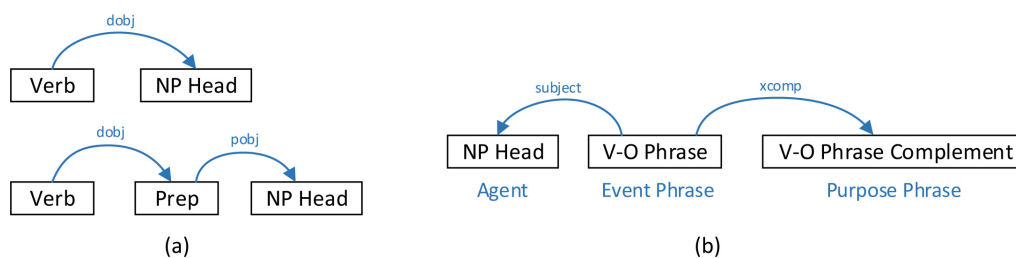 dobj
Verb NP Head
dobj pobj
Verb Prep NP Head
(a)
subject xcomp
NP Head V-O Phrase V-O Phrase Complement
Agent Event Phrase Purpose Phrase
(b)